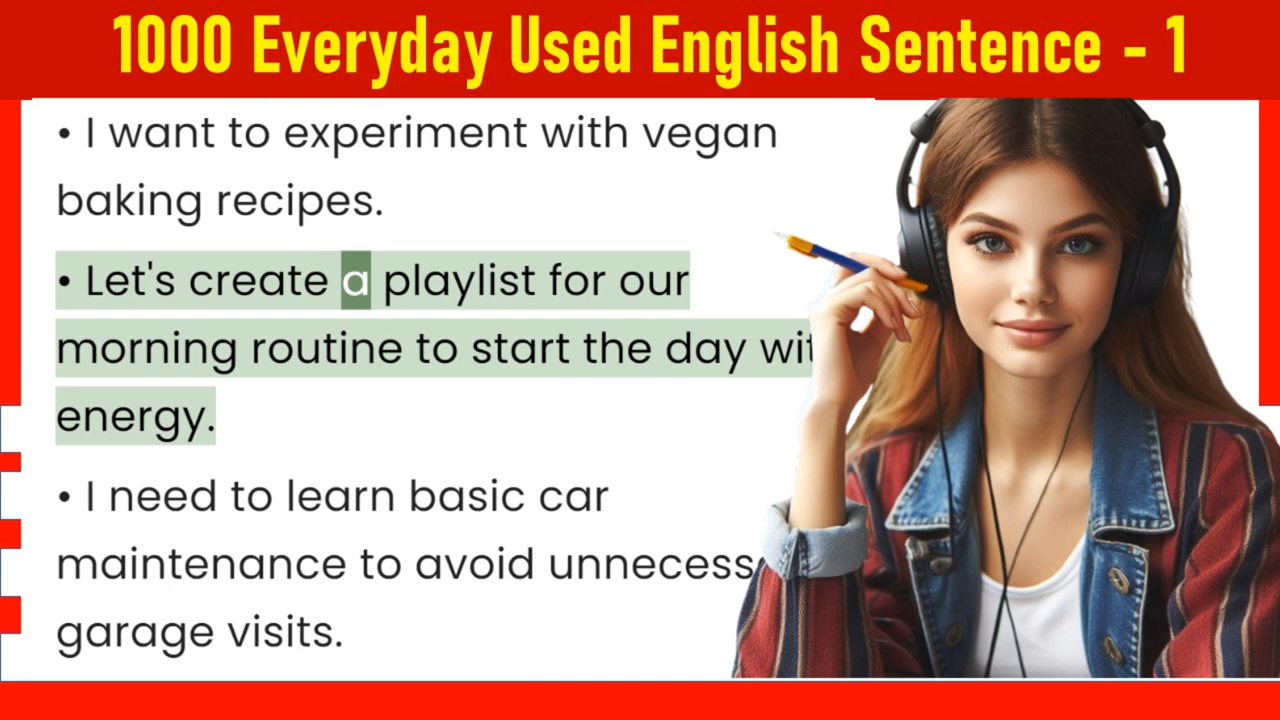 1000 Everyday Used English Sentence - 1
• I want to experiment with vegan
baking recipes.
• Let's create a playlist for our
morning routine to start the day
energy.
• I need to learn basic car
maintenance to avoid
garage visits.